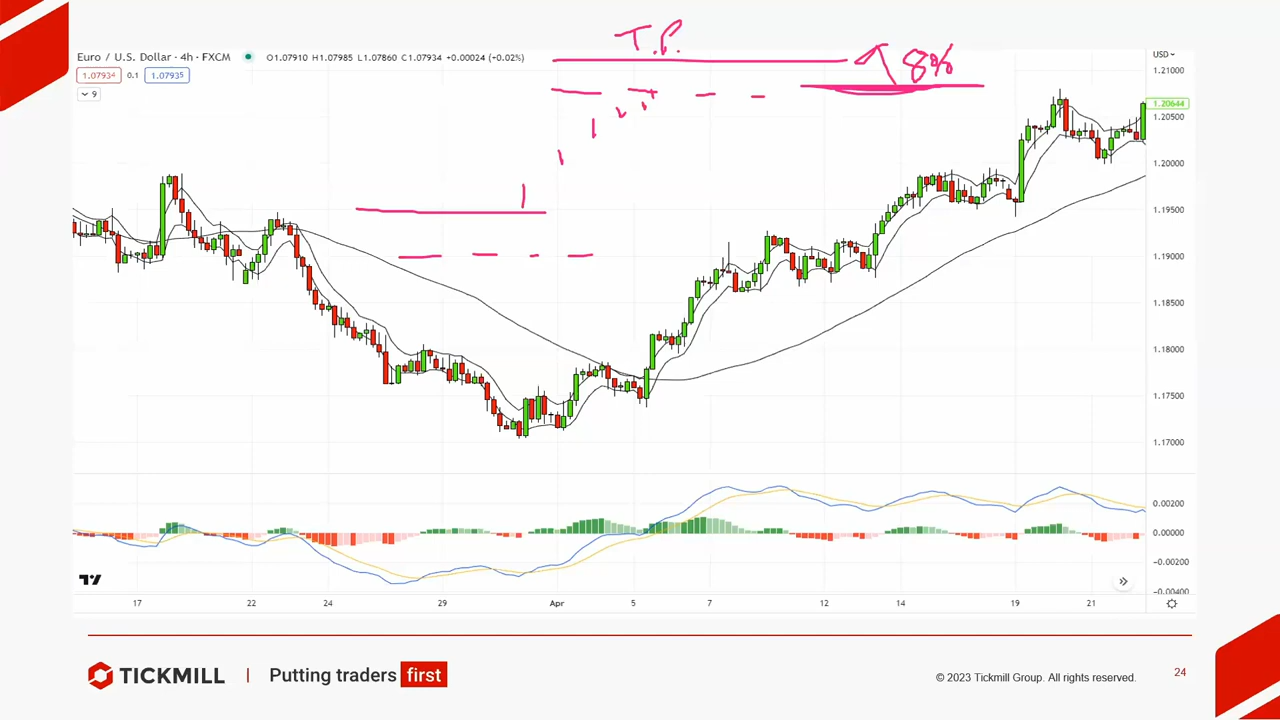 T.P.
8%
Euro / U.S. Dollar · 4h · FXCM O1.07910 H1.07985 L1.07860 C1.07934 +0.00024 (+0.02%)
1.07934 0.1 1.07935
9
USD
1.21000
1.20644
1.20500
1.20000
1.19500
1.19000
1.18500
1.18000
1.17500
1.17000
0.00200
0.00000
−0.00200
−0.00400
17 22 24 29 Apr 5 7 12 14 19 21
TICKMILL | Putting traders first
© 2023 Tickmill Group. All rights reserved.
24